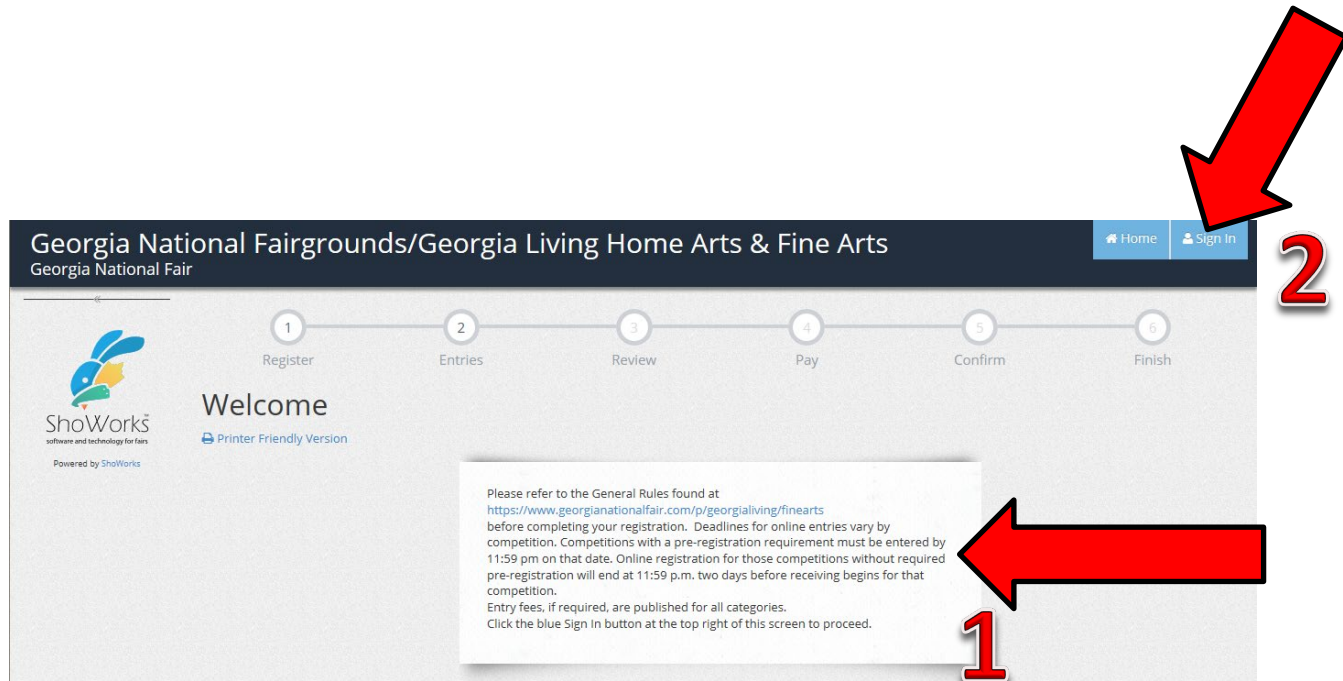 Georgia National Fairgrounds/Georgia Living Home Arts & Fine Arts
Georgia National Fair
Home
Sign In
2
«
1
2
3
4
5
6
Register
Entries
Review
Pay
Confirm
Finish
ShoWorks™
software and technology for fairs
Powered by ShoWorks
Welcome
Printer Friendly Version
Please refer to the General Rules found at
https://www.georgianationalfair.com/p/georgialiving/finearts
before completing your registration. Deadlines for online entries vary by
competition. Competitions with a pre-registration requirement must be entered by
11:59 pm on that date. Online registration for those competitions without required
pre-registration will end at 11:59 p.m. two days before receiving begins for that
competition.
Entry fees, if required, are published for all categories.
Click the blue Sign In button at the top right of this screen to proceed.
1